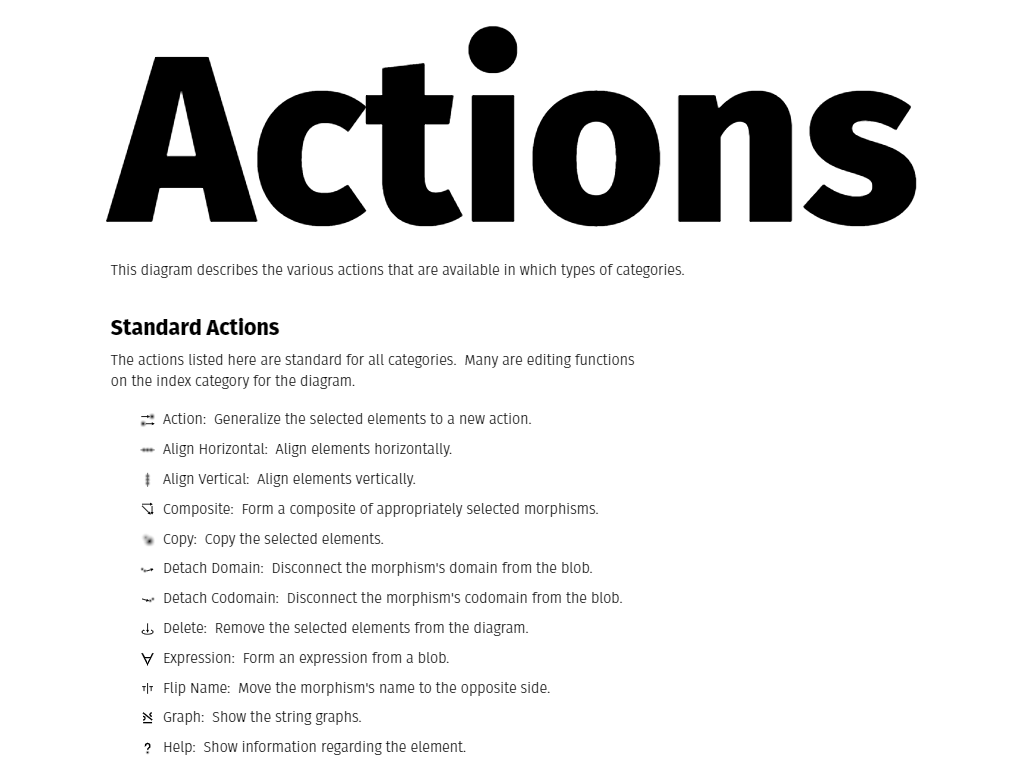 Actions
This diagram describes the various actions that are available in which types of categories.
Standard Actions
The actions listed here are standard for all categories.  Many are editing functions
on the index category for the diagram.
Action:  Generalize the selected elements to a new action.
Align Horizontal:  Align elements horizontally.
Align Vertical:  Align elements vertically.
Composite:  Form a composite of appropriately selected morphisms.
Copy:  Copy the selected elements.
Detach Domain:  Disconnect the morphism's domain from the blob.
Detach Codomain:  Disconnect the morphism's codomain from the blob.
Delete:  Remove the selected elements from the diagram.
Expression:  Form an expression from a blob.
Flip Name:  Move the morphism's name to the opposite side.
Graph:  Show the string graphs.
? Help:  Show information regarding the element.